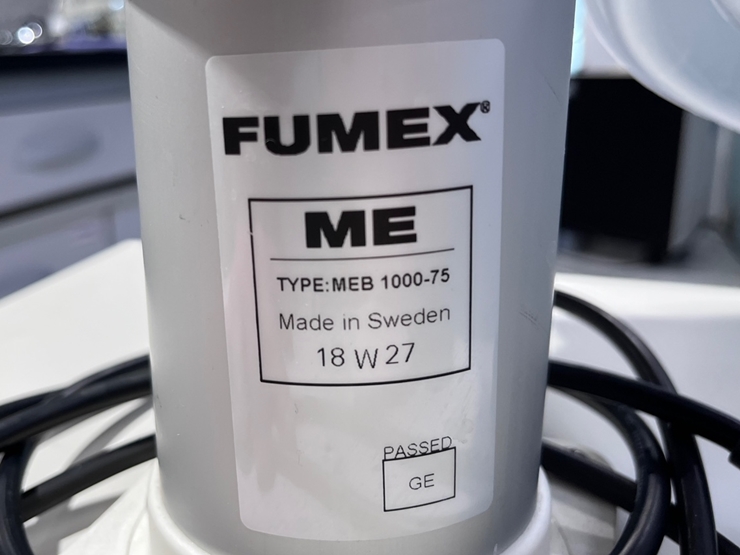 FUMEX®
ME
TYPE:MEB 1000-75
Made in Sweden
18 W 27
PASSED
GE